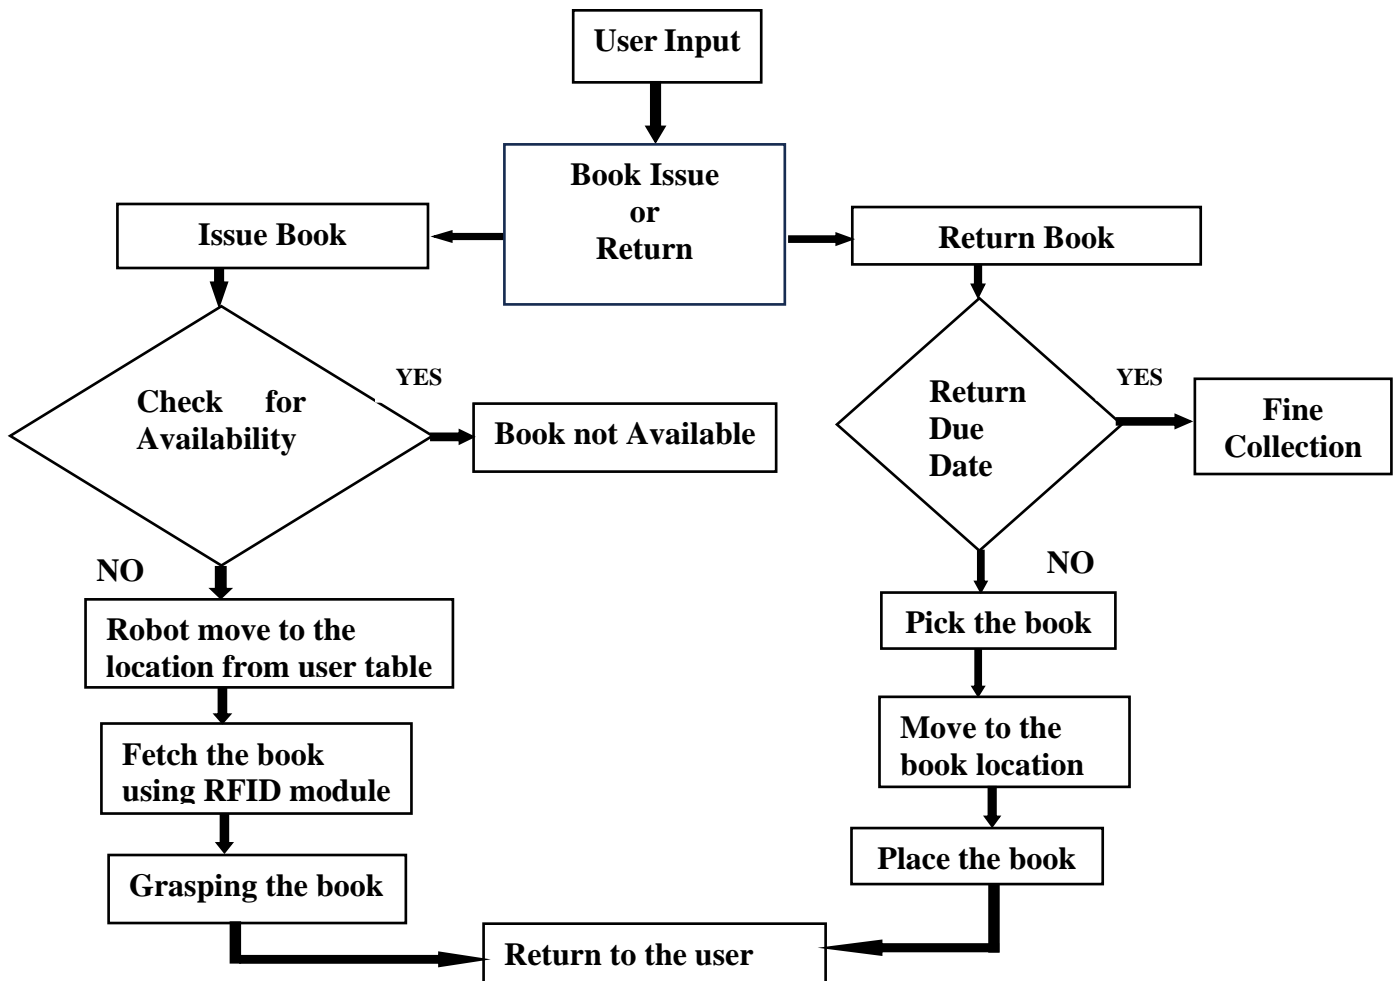 User Input
Book Issue
or
Return
Issue Book
Return Book
Check for
Availability
YES
Book not Available
Return
Due
Date
YES
Fine
Collection
NO
Robot move to the
location from user table
Fetch the book
using RFID module
Grasping the book
NO
Pick the book
Move to the
book location
Place the book
Return to the user